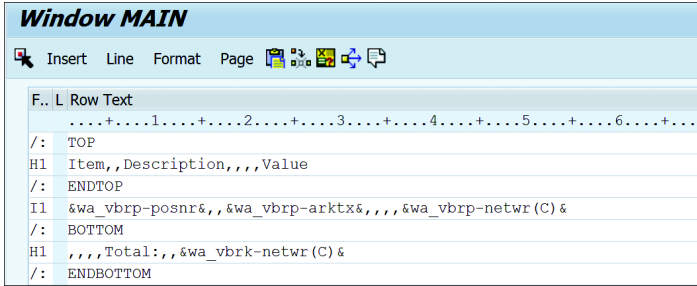 Window MAIN
Insert Line Format Page
F.. L Row Text
....+....1....+....2....+....3....+....4....+....5....+....6....+...
/: TOP
H1 Item,,Description,,,,Value
/: ENDTOP
I1 &wa_vbrp-posnr&,,&wa_vbrp-arktx&,,,,&wa_vbrp-netwr(C)&
/: BOTTOM
H1 ,,,,Total:,,&wa_vbrk-netwr(C)&
/: ENDBOTTOM